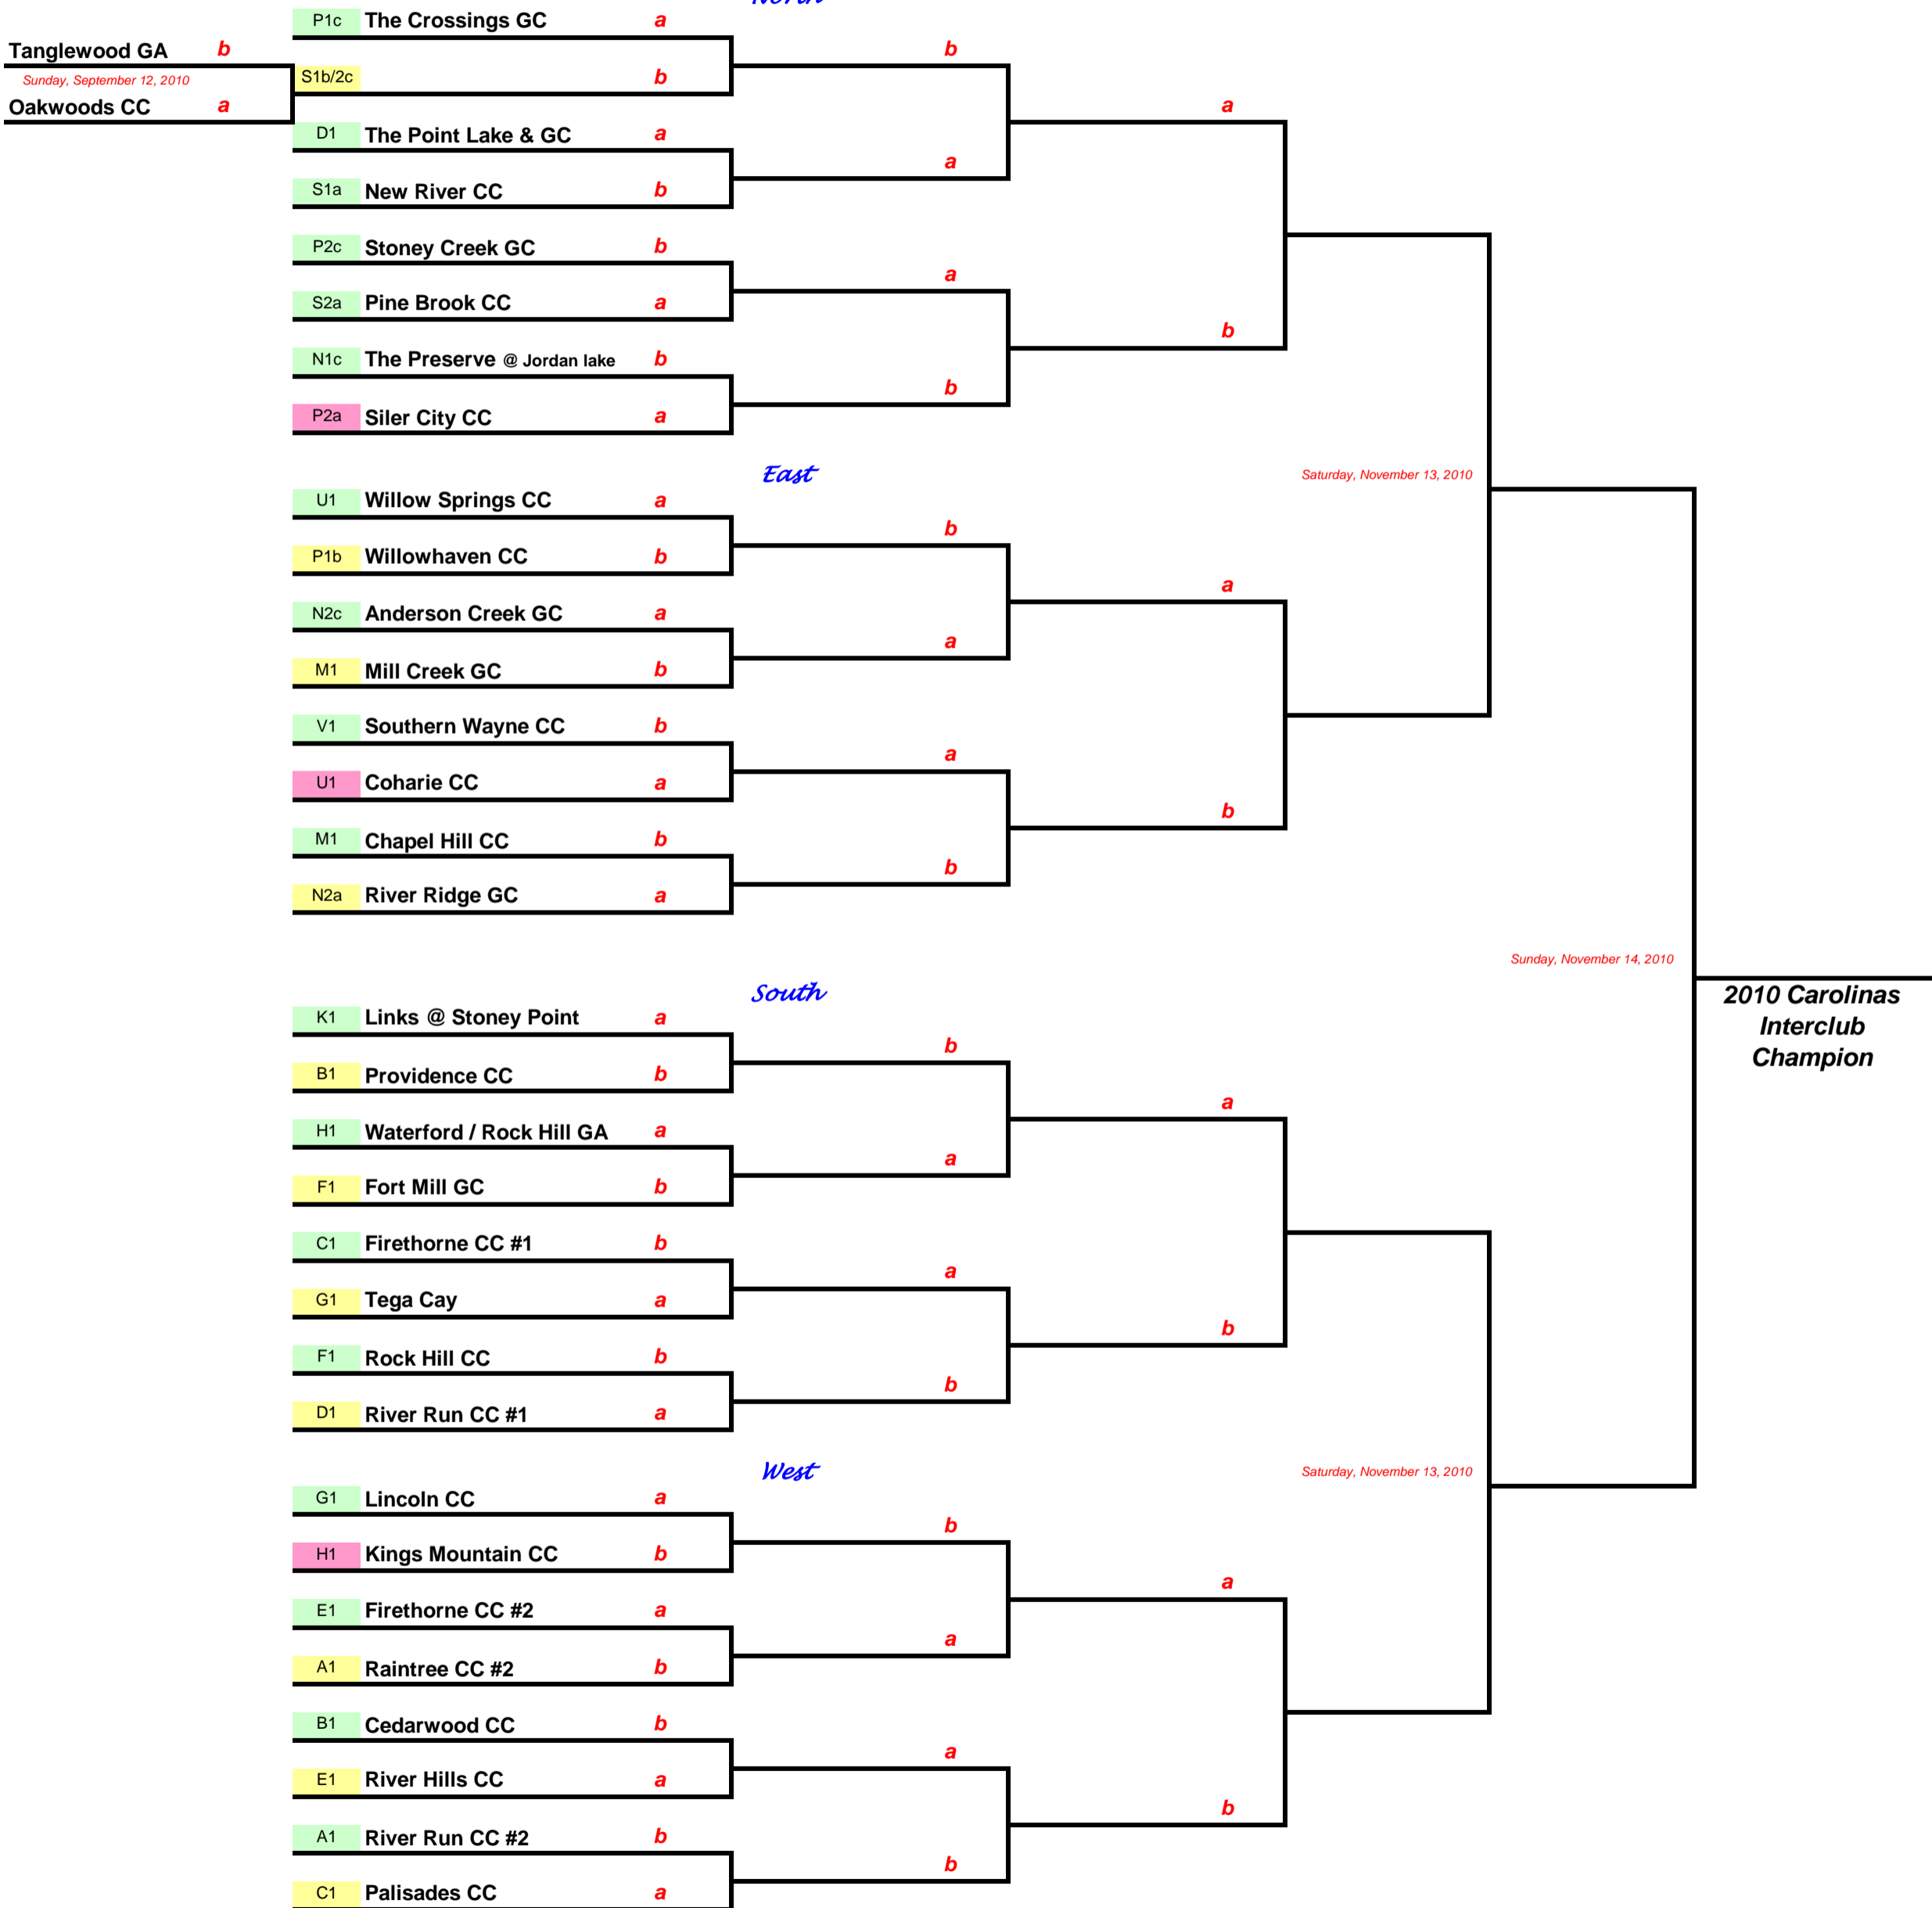 North
P1c The Crossings GC a
Tanglewood GA b
b
Sunday, September 12, 2010
S1b/2c b
Oakwoods CC a
a
D1 The Point Lake & GC a
a
S1a New River CC b
P2c Stoney Creek GC b
a
S2a Pine Brook CC a
b
N1c The Preserve @ Jordan lake b
b
P2a Siler City CC a
East
Saturday, November 13, 2010
U1 Willow Springs CC a
b
P1b Willowhaven CC b
a
N2c Anderson Creek GC a
a
M1 Mill Creek GC b
V1 Southern Wayne CC b
a
U1 Coharie CC a
b
M1 Chapel Hill CC b
b
N2a River Ridge GC a
Sunday, November 14, 2010
South
2010 Carolinas
Interclub
Champion
K1 Links @ Stoney Point a
b
B1 Providence CC b
a
H1 Waterford / Rock Hill GA a
a
F1 Fort Mill GC b
C1 Firethorne CC #1 b
a
G1 Tega Cay a
b
F1 Rock Hill CC b
b
D1 River Run CC #1 a
West
Saturday, November 13, 2010
G1 Lincoln CC a
b
H1 Kings Mountain CC b
a
E1 Firethorne CC #2 a
a
A1 Raintree CC #2 b
B1 Cedarwood CC b
a
E1 River Hills CC a
b
A1 River Run CC #2 b
b
C1 Palisades CC a